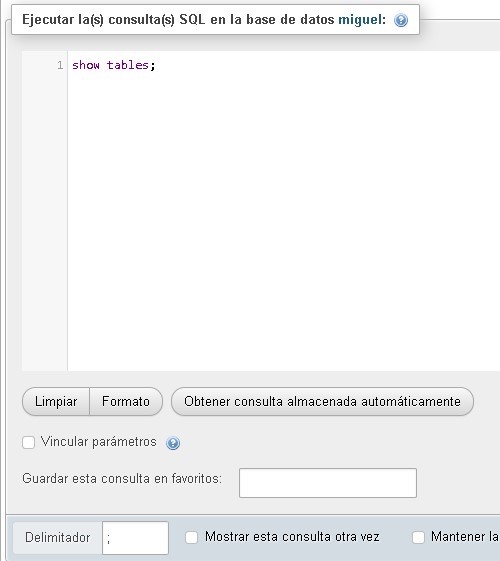 Ejecutar la(s) consulta(s) SQL en la base de datos miguel:
1 show tables;
Limpiar Formato Obtener consulta almacenada automáticamente
Vincular parámetros
Guardar esta consulta en favoritos:
Delimitador ; Mostrar esta consulta otra vez Mantener la